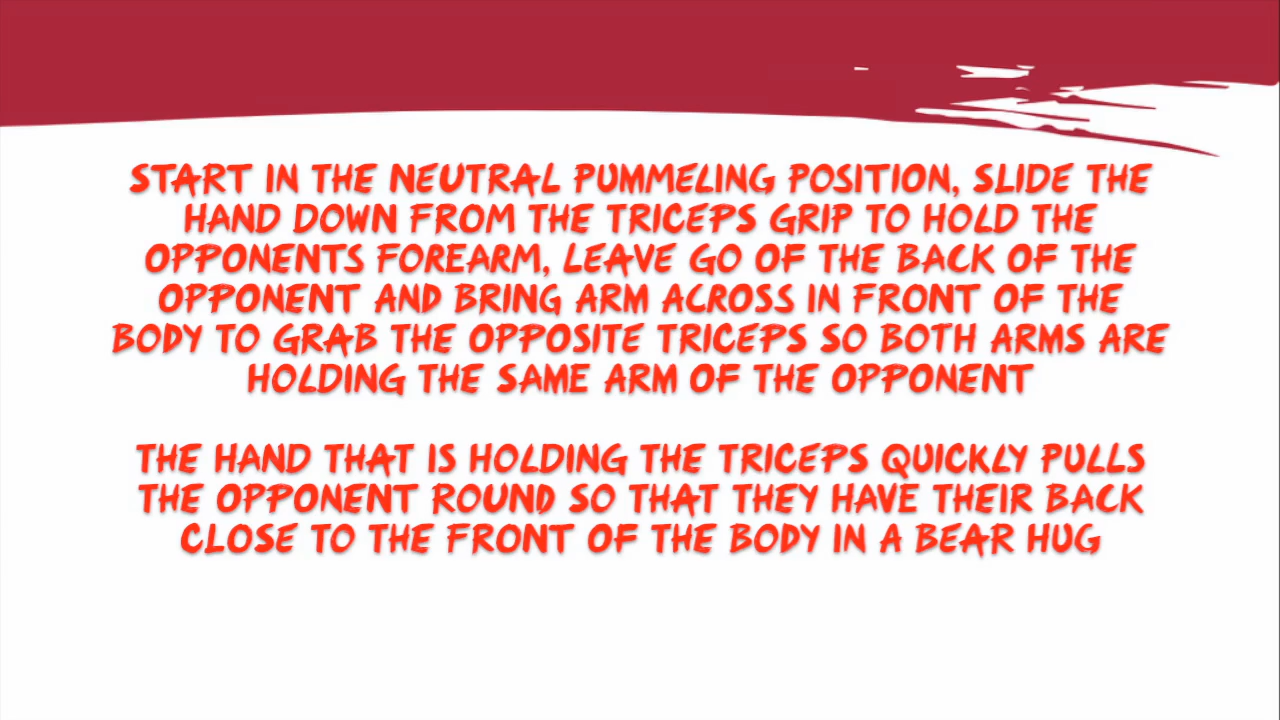 START IN THE NEUTRAL PUMMELING POSITION, SLIDE THE
HAND DOWN FROM THE TRICEPS GRIP TO HOLD THE
OPPONENTS FOREARM, LEAVE GO OF THE BACK OF THE
OPPONENT AND BRING ARM ACROSS IN FRONT OF THE
BODY TO GRAB THE OPPOSITE TRICEPS SO BOTH ARMS ARE
HOLDING THE SAME ARM OF THE OPPONENT
THE HAND THAT IS HOLDING THE TRICEPS QUICKLY PULLS
THE OPPONENT ROUND SO THAT THEY HAVE THEIR BACK
CLOSE TO THE FRONT OF THE BODY IN A BEAR HUG